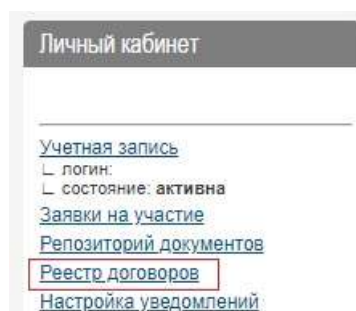 Личный кабинет
Учетная запись
∟ логин:
∟ состояние: активна
Заявки на участие
Репозиторий документов
Реестр договоров
Настройка уведомлений